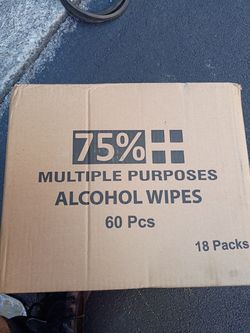 75%
MULTIPLE PURPOSES
ALCOHOL WIPES
60 Pcs
18 Packs